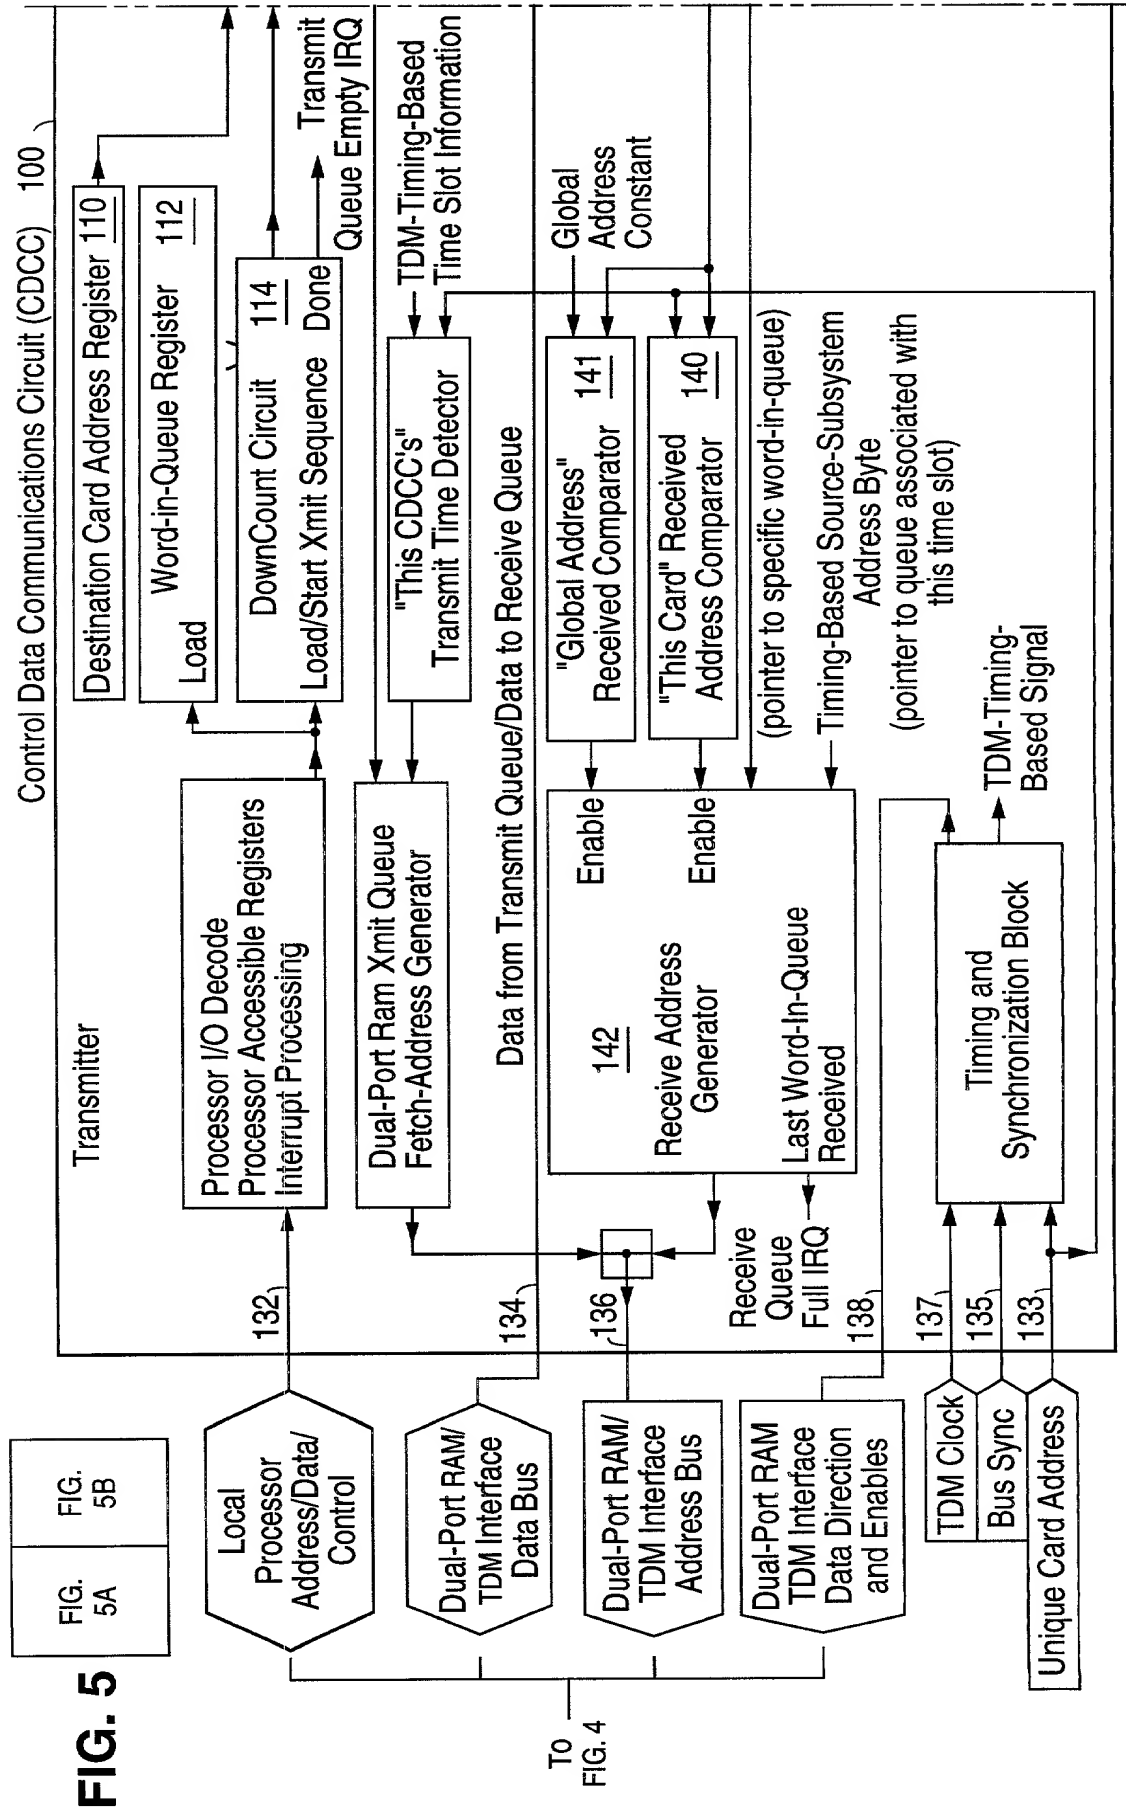 FIG. 5
FIG.
5A
FIG.
5B
Control Data Communications Circuit (CDCC) 100
Transmitter
To
FIG. 4
Local
Processor
Address/Data/
Control
132
Processor I/O Decode
Processor Accessible Registers
Interrupt Processing
Destination Card Address Register 110
Word-in-Queue Register 112
Load
DownCount Circuit 114
Load/Start Xmit Sequence Done
Transmit
Queue Empty IRQ
Dual-Port Ram Xmit Queue
Fetch-Address Generator
"This CDCC's"
Transmit Time Detector
TDM-Timing-Based
Time Slot Information
Dual-Port RAM/
TDM Interface
Data Bus
134
Data from Transmit Queue/Data to Receive Queue
Dual-Port RAM/
TDM Interface
Address Bus
136
142
Receive Address
Generator
Enable
Enable
Last Word-In-Queue
Received
Receive
Queue
Full IRQ
"Global Address"
Received Comparator
141
Global
Address
Constant
"This Card" Received
Address Comparator
140
(pointer to specific word-in-queue)
Timing-Based Source-Subsystem
Address Byte
(pointer to queue associated with
this time slot)
Dual-Port RAM
TDM Interface
Data Direction
and Enables
138
TDM Clock
137
Bus Sync
135
Unique Card Address
133
Timing and
Synchronization Block
TDM-Timing-
Based Signal